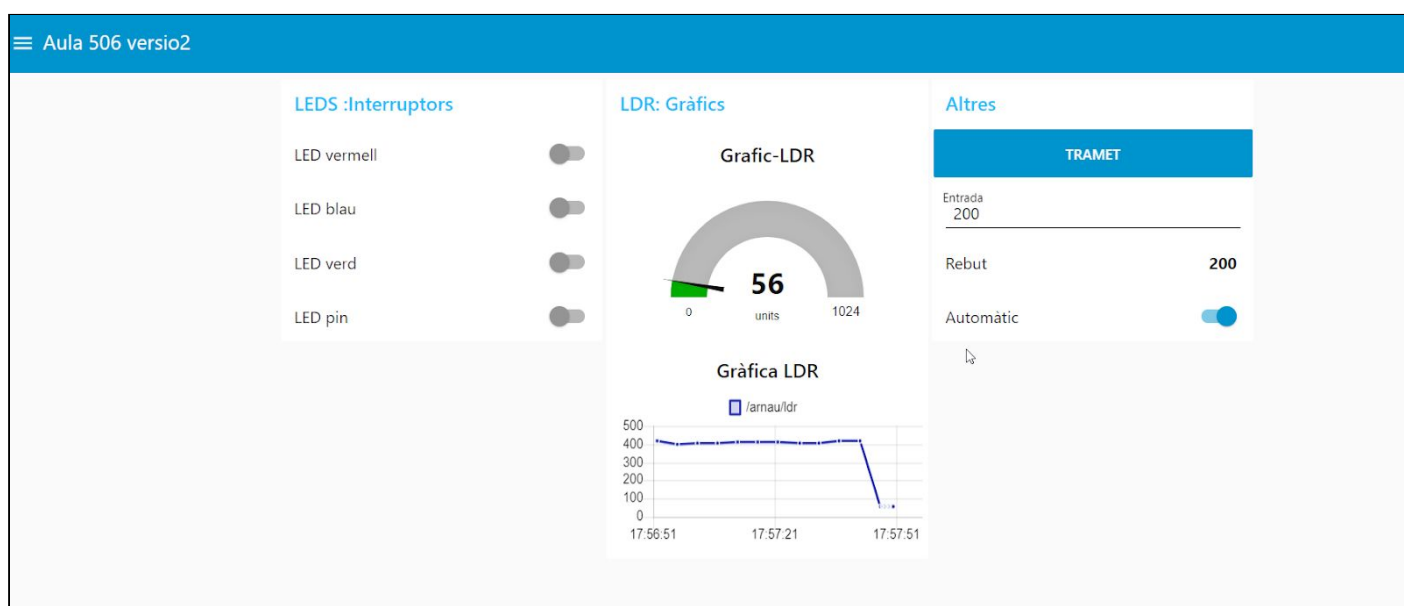 Aula 506 versio2
LEDS :Interruptors
LED vermell
LED blau
LED verd
LED pin
LDR: Gràfics
Grafic-LDR
56
0
units
1024
Gràfica LDR
/arnau/ldr
500
400
300
200
100
0
17:56:51
17:57:21
17:57:51
Altres
TRAMET
Entrada
200
Rebut 200
Automàtic